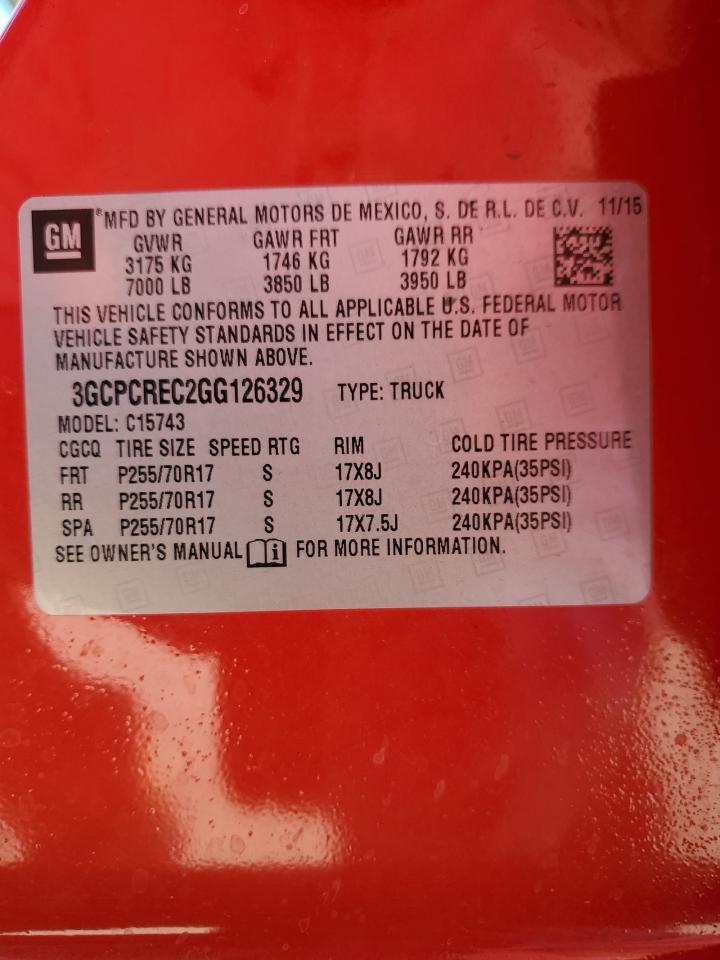 GM ® MFD BY GENERAL MOTORS DE MEXICO, S. DE R.L. DE C.V. 11/15
GVWR GAWR FRT GAWR RR
3175 KG 1746 KG 1792 KG
7000 LB 3850 LB 3950 LB
THIS VEHICLE CONFORMS TO ALL APPLICABLE U.S. FEDERAL MOTOR
VEHICLE SAFETY STANDARDS IN EFFECT ON THE DATE OF
MANUFACTURE SHOWN ABOVE.
3GCPCREC2GG126329 TYPE: TRUCK
MODEL: C15743
CGCQ TIRE SIZE SPEED RTG RIM COLD TIRE PRESSURE
FRT P255/70R17 S 17X8J 240KPA(35PSI)
RR P255/70R17 S 17X8J 240KPA(35PSI)
SPA P255/70R17 S 17X7.5J 240KPA(35PSI)
SEE OWNER'S MANUAL i FOR MORE INFORMATION.